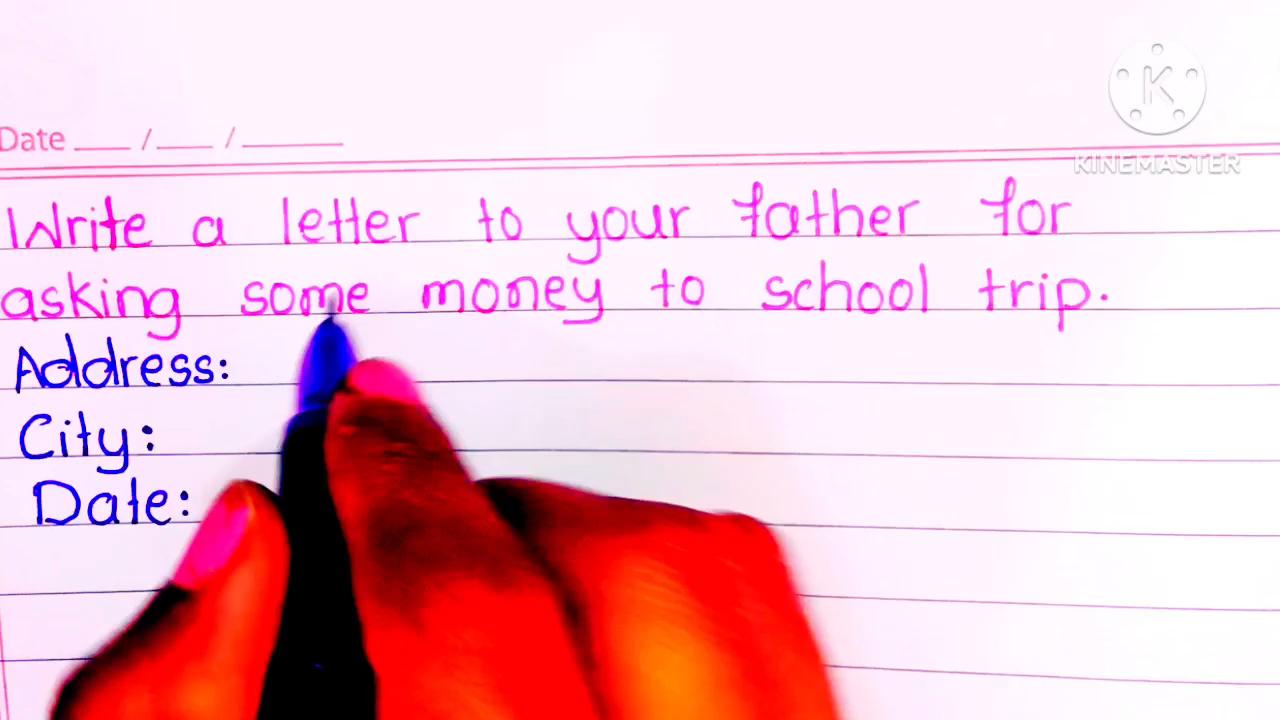 KINEMASTER
Date ___ / ___ / _____
Write a letter to your father for
asking some money to school trip.
Address:
City:
Date: